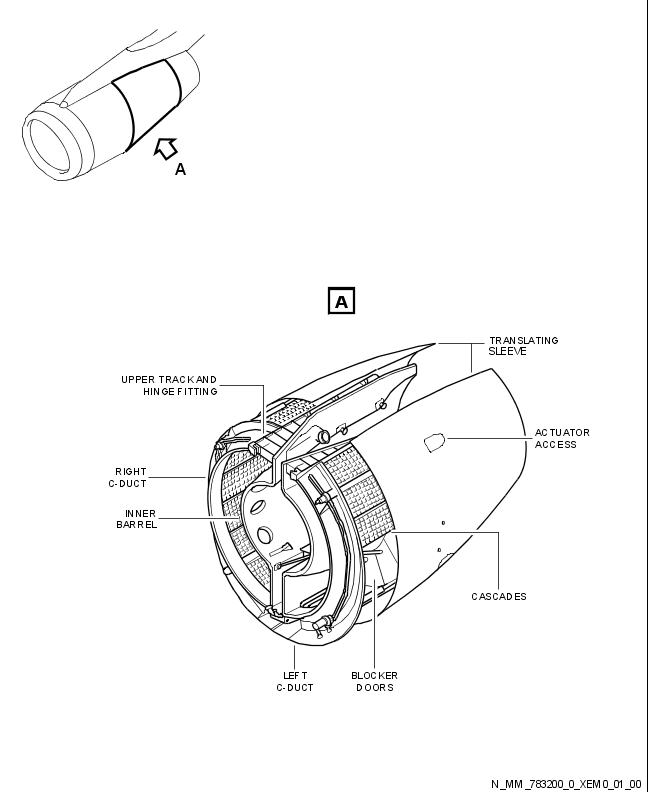 A
A
TRANSLATING
SLEEVE
UPPER TRACK AND
HINGE FITTING
ACTUATOR
ACCESS
RIGHT
C-DUCT
INNER
BARREL
CASCADES
LEFT
C-DUCT
BLOCKER
DOORS
N_MM_783200_0_XEM0_01_00